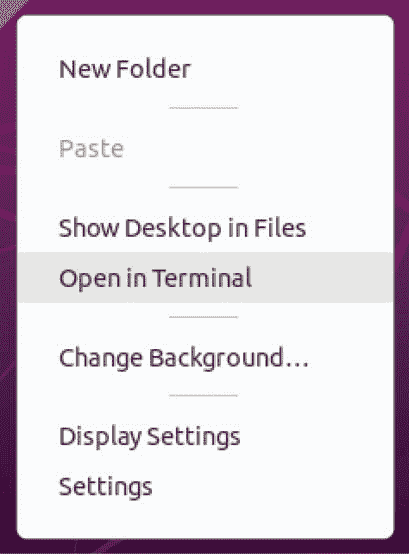 New Folder
Paste
Show Desktop in Files
Open in Terminal
Change Background...
Display Settings
Settings